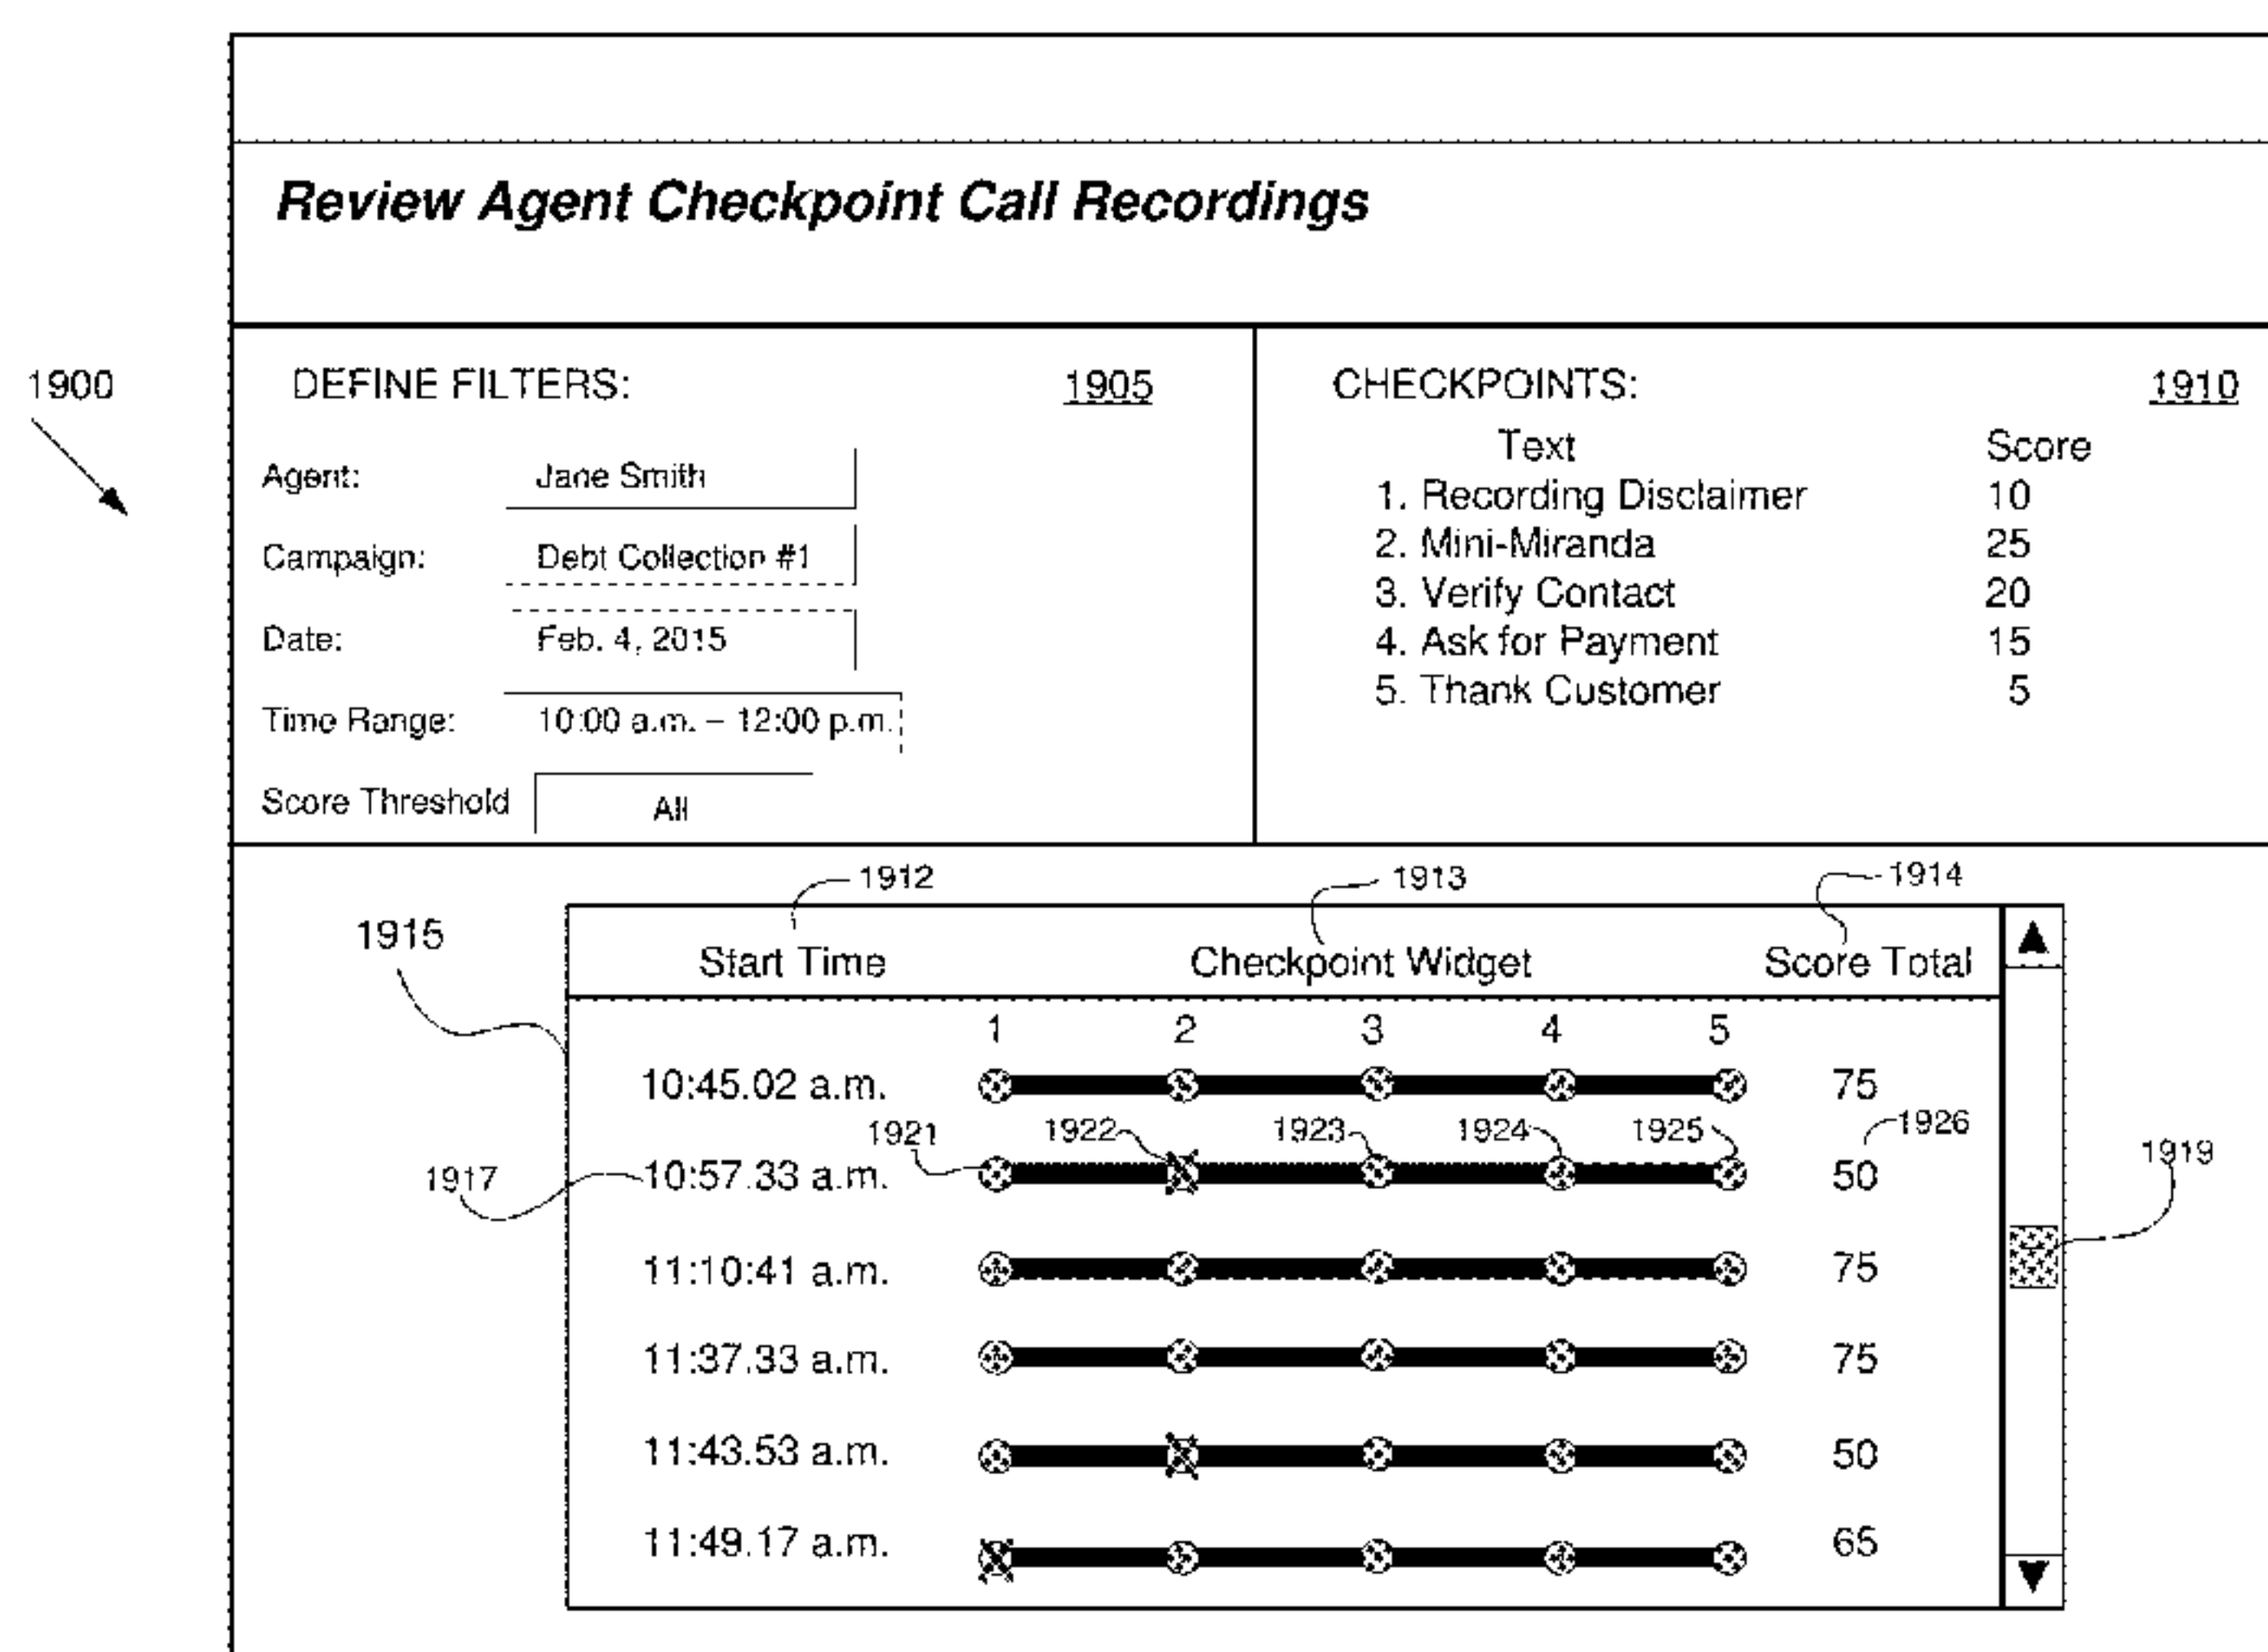 Review Agent Checkpoint Call Recordings
1900
DEFINE FILTERS: 1905
Agent: Jane Smith
Campaign: Debt Collection #1
Date: Feb. 4, 2015
Time Range: 10:00 a.m. – 12:00 p.m.
Score Threshold All
CHECKPOINTS: 1910
Text Score
1. Recording Disclaimer 10
2. Mini-Miranda 25
3. Verify Contact 20
4. Ask for Payment 15
5. Thank Customer 5
1912 1913 1914
1915
Start Time Checkpoint Widget Score Total
1 2 3 4 5
10:45.02 a.m. 75
1921 1922 1923 1924 1925 1926
1917 10:57.33 a.m. 50 1919
11:10:41 a.m. 75
11:37.33 a.m. 75
11:43.53 a.m. 50
11:49.17 a.m. 65